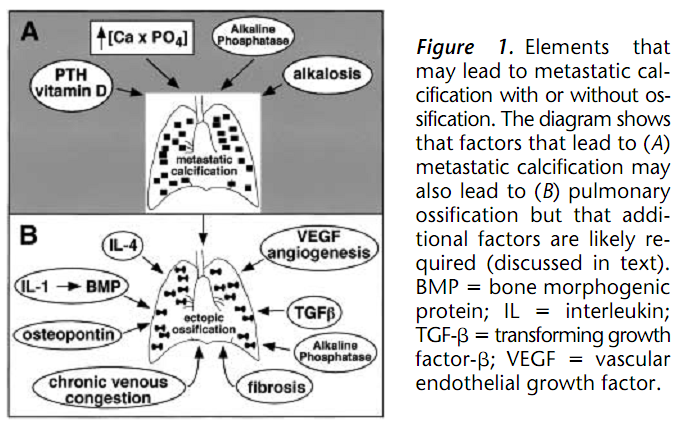 A
↑[Ca x PO4]
Alkaline
Phosphatase
PTH
vitamin D
alkalosis
metastatic
calcification
B
IL-4
VEGF
angiogenesis
IL-1 → BMP
TGFβ
osteopontin
ectopic
ossification
Alkaline
Phosphatase
chronic venous
congestion
fibrosis
Figure 1. Elements that
may lead to metastatic cal-
cification with or without os-
sification. The diagram shows
that factors that lead to (A)
metastatic calcification may
also lead to (B) pulmonary
ossification but that addi-
tional factors are likely re-
quired (discussed in text).
BMP = bone morphogenic
protein; IL = interleukin;
TGF-β = transforming growth
factor-β; VEGF = vascular
endothelial growth factor.